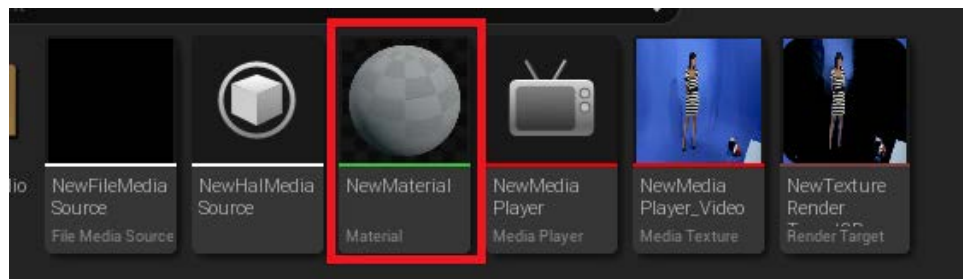 io
NewFileMedia
Source
File Media Source
NewHalMedia
Source
NewMaterial
Material
NewMedia
Player
Media Player
NewMedia
Player_Video
Media Texture
NewTexture
Render
Render Target